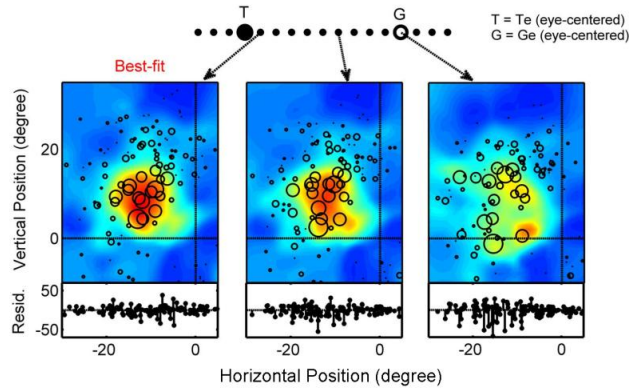 T
G
T = Te (eye-centered)
G = Ge (eye-centered)
Best-fit
Vertical Position (degree)
20
0
Resid.
50
-50
-20 0 -20 0 -20 0
Horizontal Position (degree)